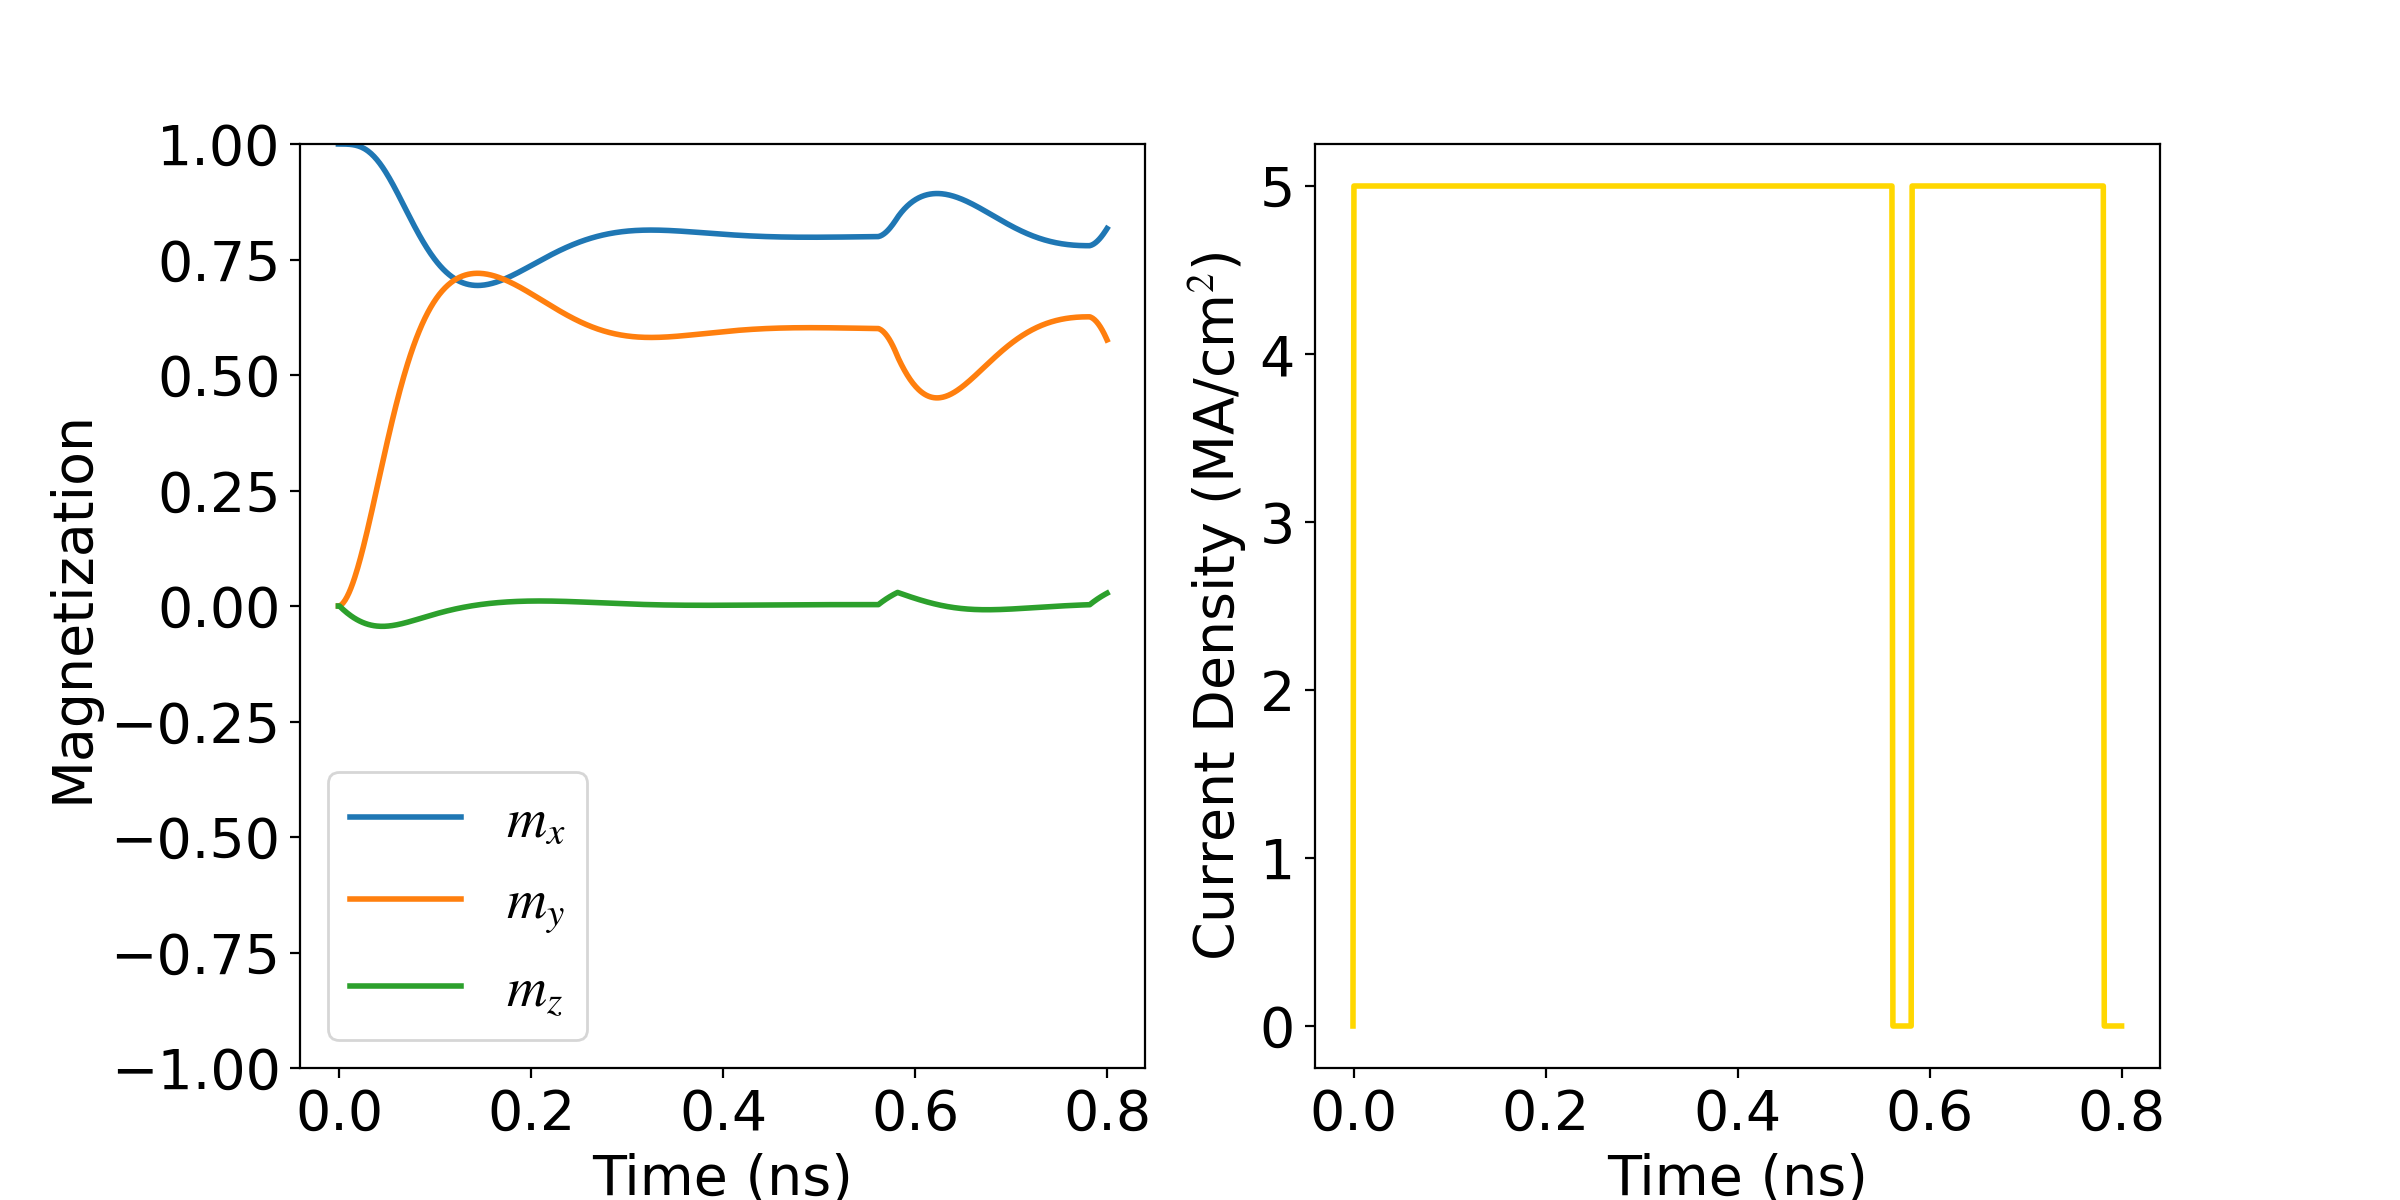 1.00
0.75
0.50
0.25
0.00
−0.25
−0.50
−0.75
−1.00
Magnetization
m_x
m_y
m_z
0.0 0.2 0.4 0.6 0.8
Time (ns)
5
4
3
2
1
0
Current Density (MA/cm²)
0.0 0.2 0.4 0.6 0.8
Time (ns)